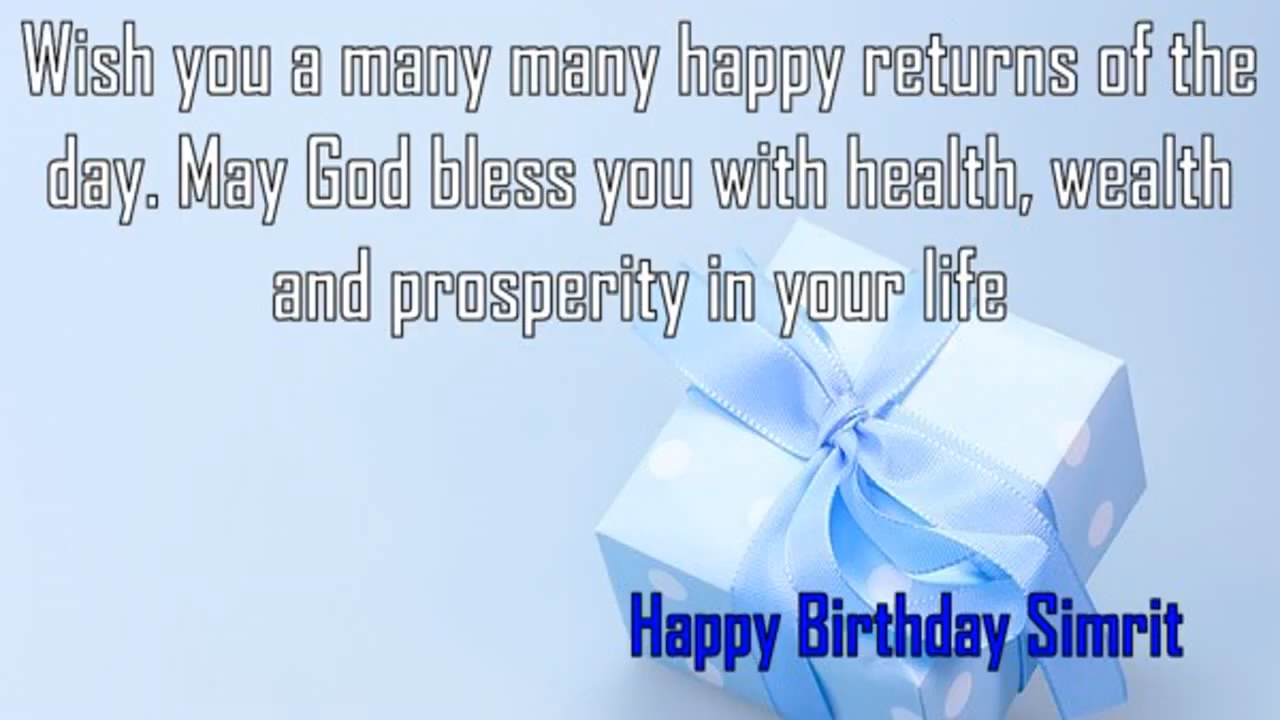 Wish you a many many happy returns of the
day. May God bless you with health, wealth
and prosperity in your life
Happy Birthday Simrit